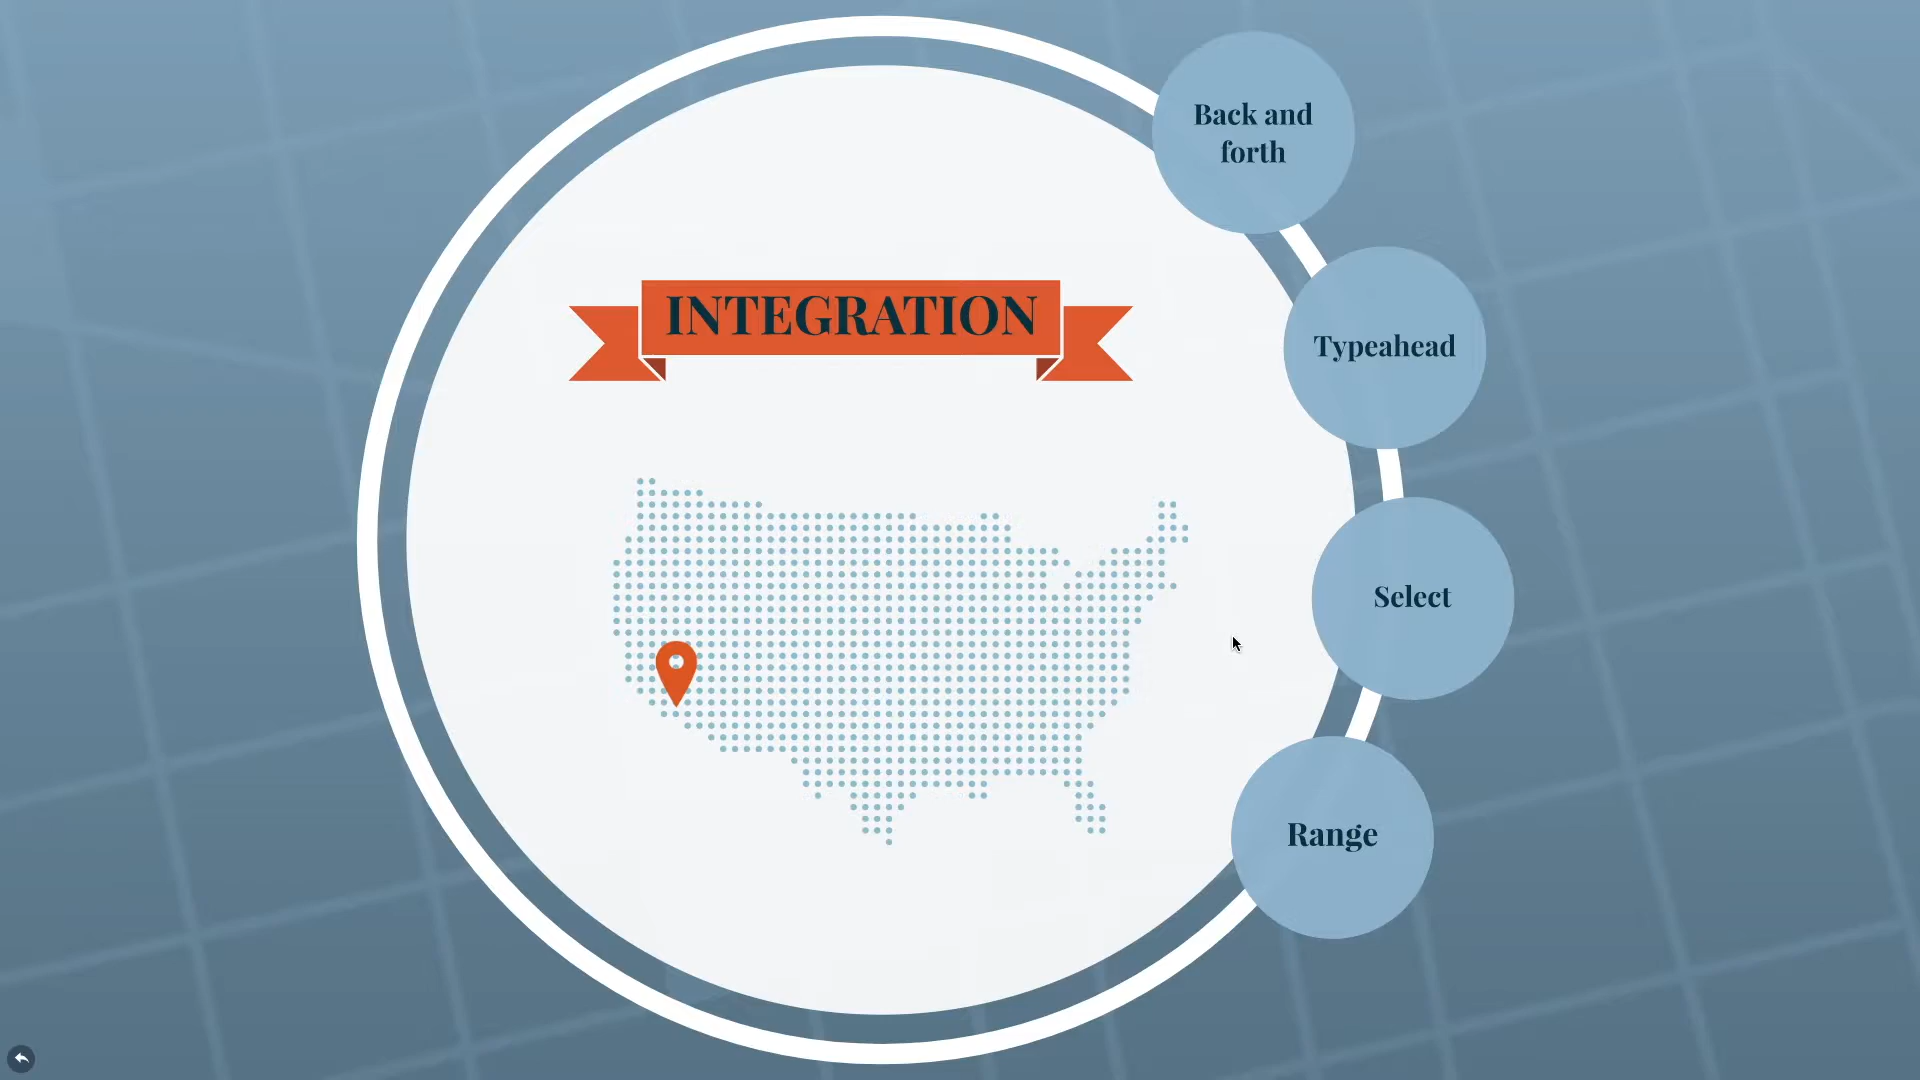 INTEGRATION
Back and
forth
Typeahead
Select
Range